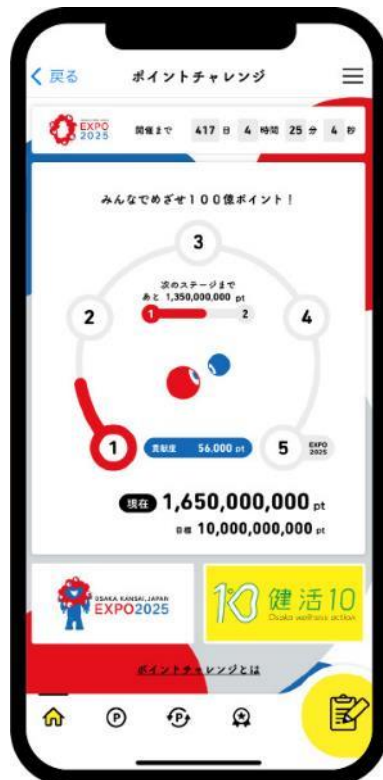 戻る ポイントチャレンジ
EXPO 2025 開催まで 417 日 4 時間 25 分 4 秒
みんなでめざせ100億ポイント!
3
次のステージまで
あと 1,350,000,000 pt
1 2
2 4
1 貢献度 56.000 pt 5 EXPO 2025
現在 1,650,000,000 pt
目標 10,000,000,000 pt
OSAKA, KANSAI, JAPAN
EXPO2025
10 健活10
Osaka wellness action
ポイントチャレンジとは
P P